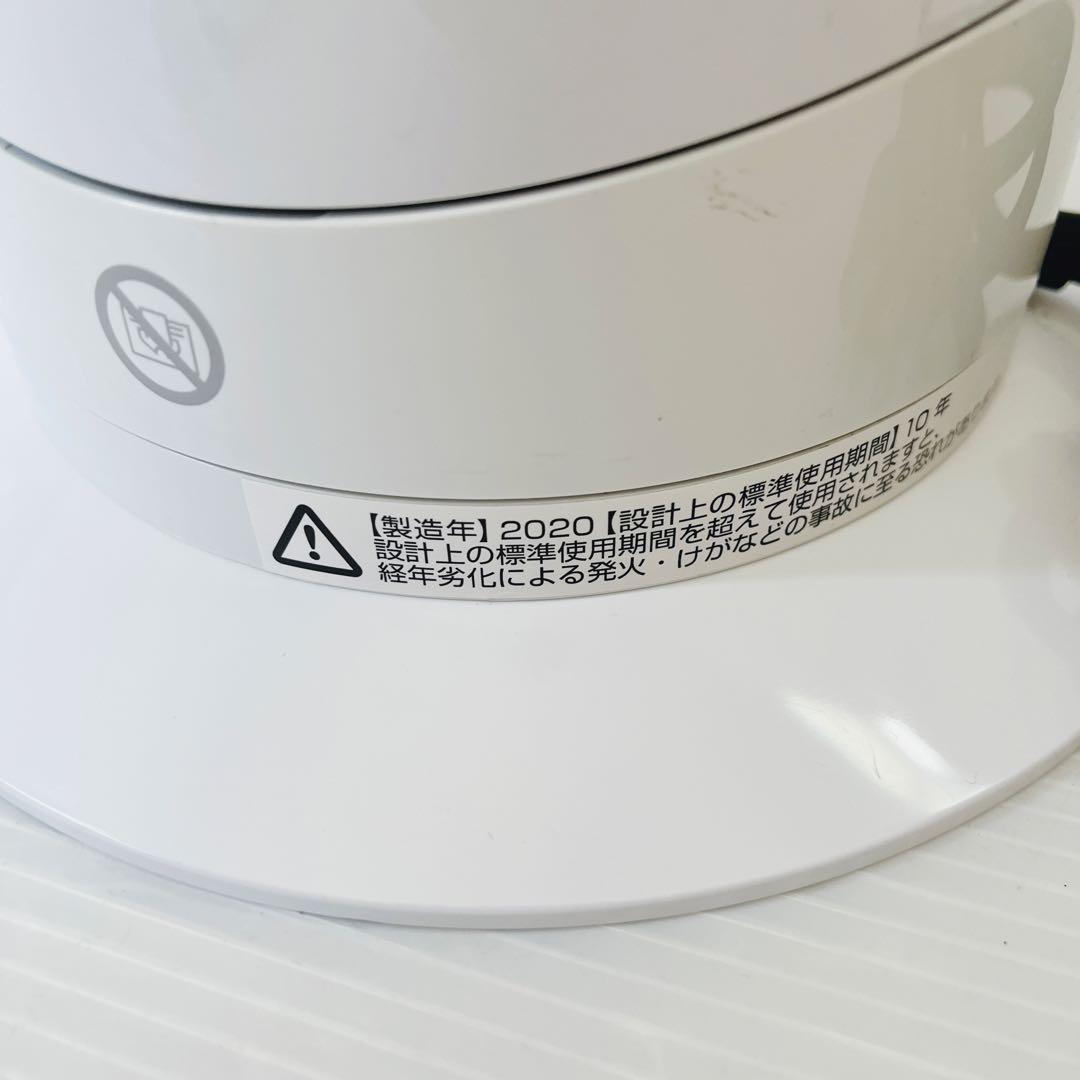 【製造年】2020【設計上の標準使用期間】10年
設計上の標準使用期間を超えて使用されますと、
経年劣化による発火・けがなどの事故に至る恐れが